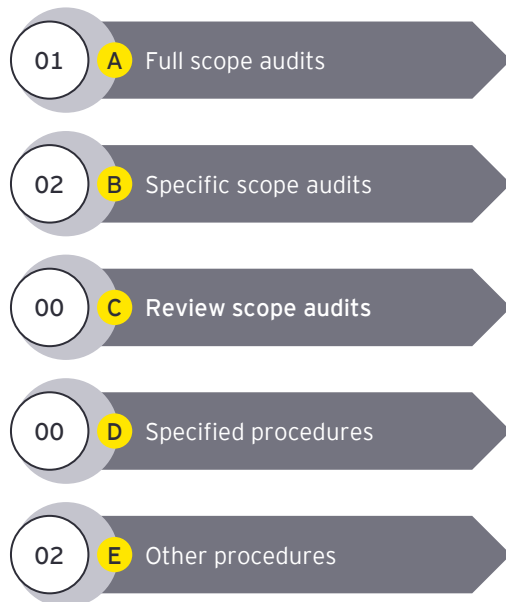 01 A Full scope audits
02 B Specific scope audits
00 C Review scope audits
00 D Specified procedures
02 E Other procedures